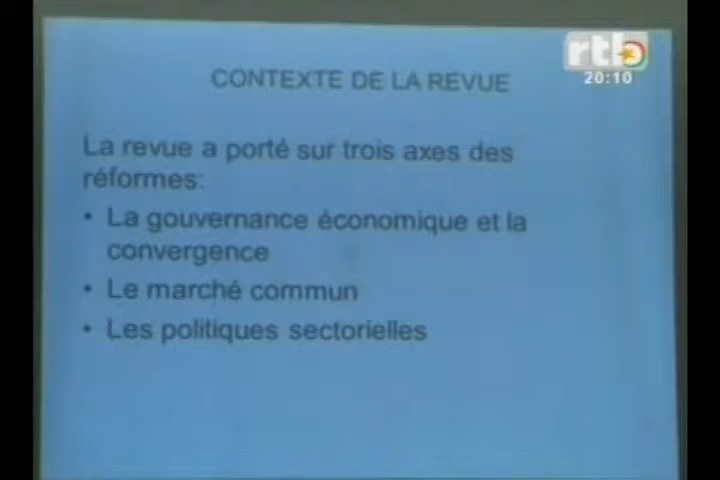 rtb
20:10
CONTEXTE DE LA REVUE
La revue a porté sur trois axes des
réformes:
• La gouvernance économique et la
convergence
• Le marché commun
• Les politiques sectorielles